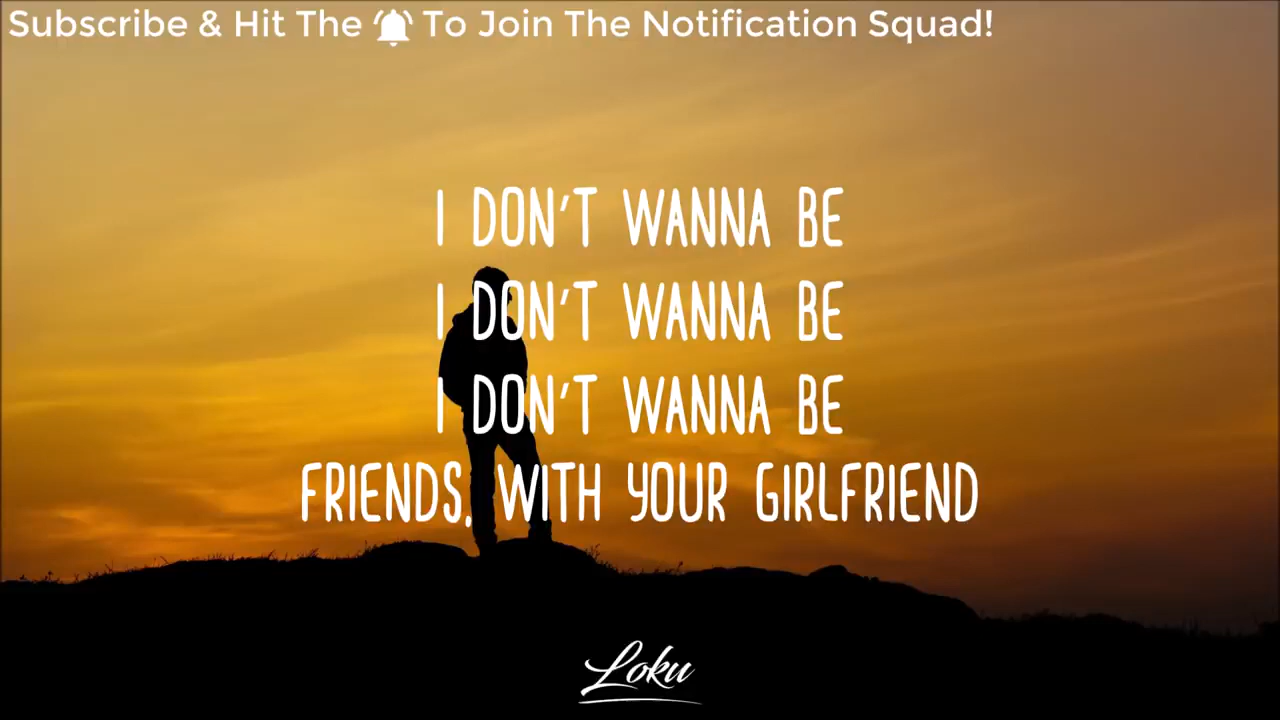 Subscribe & Hit The 🔔 To Join The Notification Squad!
I DON'T WANNA BE
I DON'T WANNA BE
I DON'T WANNA BE
FRIENDS, WITH YOUR GIRLFRIEND
Loku